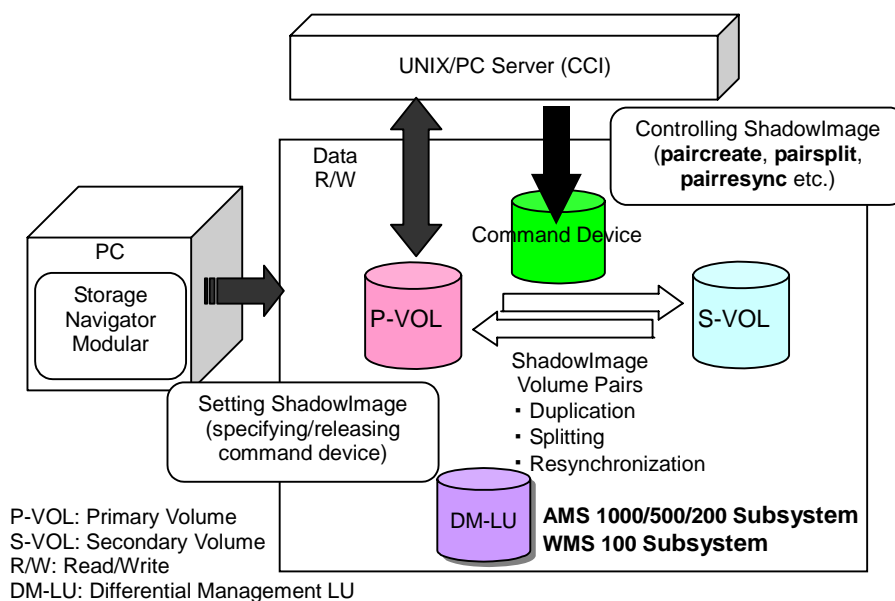 UNIX/PC Server (CCI)
Controlling ShadowImage
(paircreate, pairsplit,
pairresync etc.)
Data
R/W
Command Device
PC
Storage
Navigator
Modular
P-VOL
S-VOL
ShadowImage
Volume Pairs
・ Duplication
・ Splitting
・ Resynchronization
Setting ShadowImage
(specifying/releasing
command device)
DM-LU
AMS 1000/500/200 Subsystem
WMS 100 Subsystem
P-VOL: Primary Volume
S-VOL: Secondary Volume
R/W: Read/Write
DM-LU: Differential Management LU